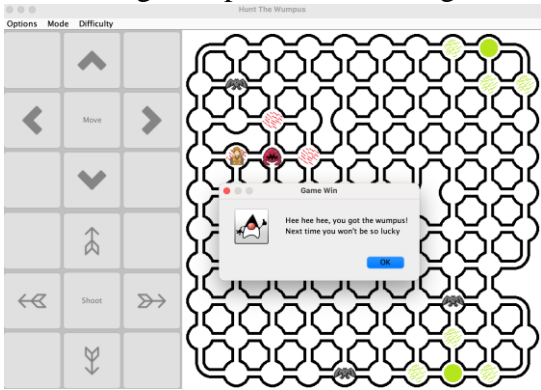 Hunt The Wumpus
Options Mode Difficulty
Move
Game Win
Hee hee hee, you got the wumpus!
Next time you won't be so lucky
OK
Shoot